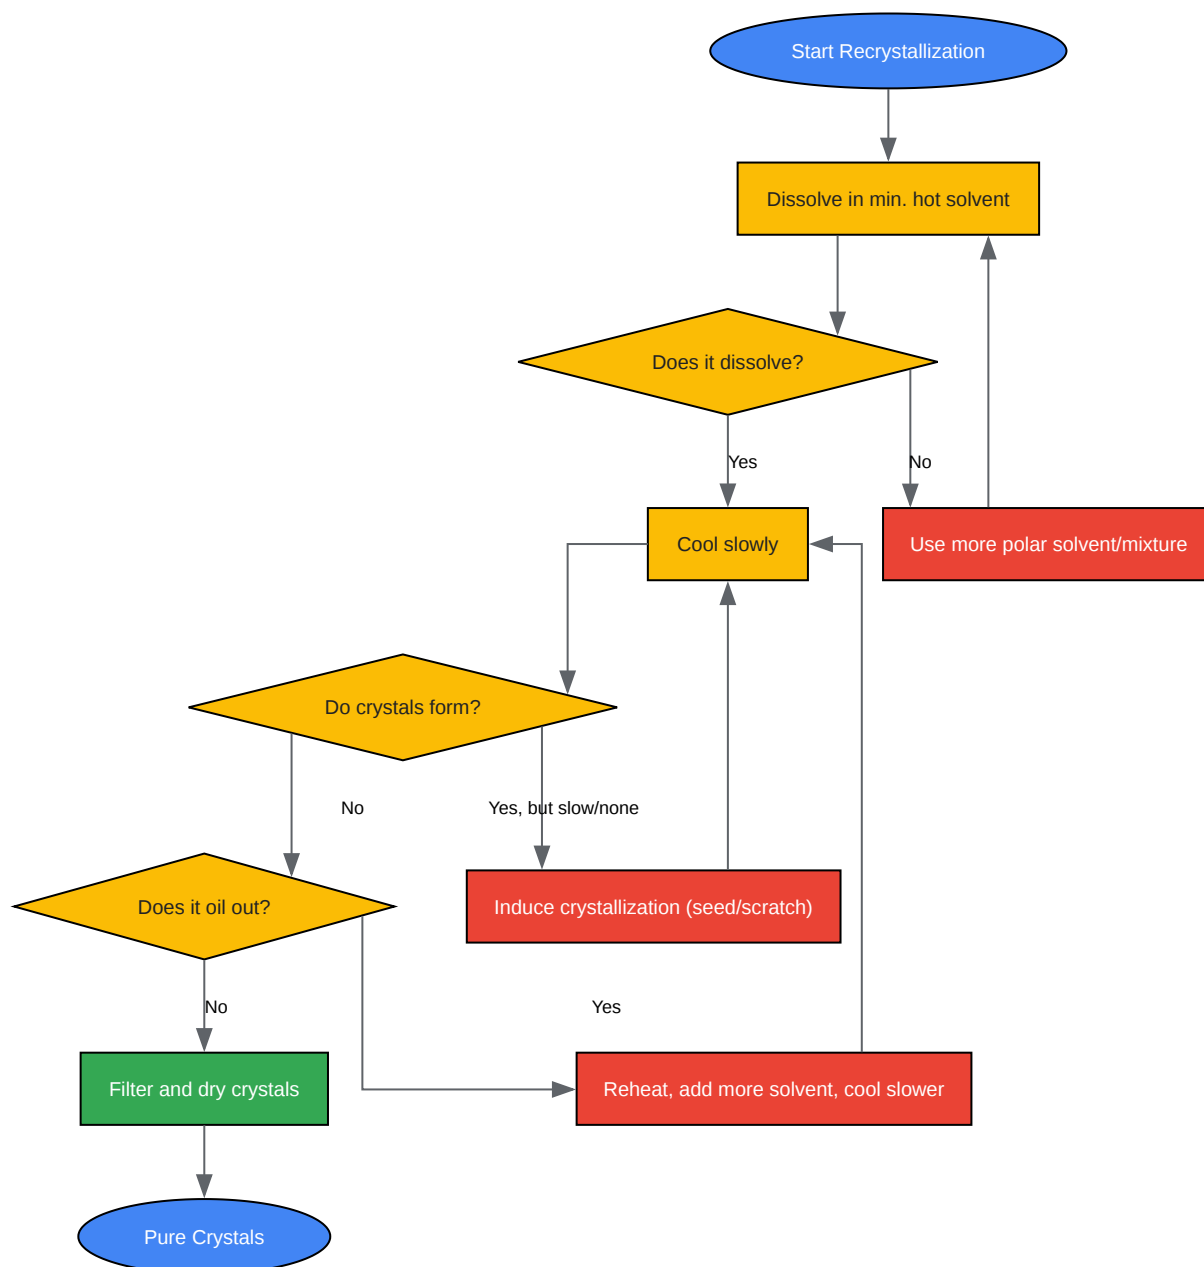 Start Recrystallization
Dissolve in min. hot solvent
Does it dissolve?
Yes
No
Cool slowly
Use more polar solvent/mixture
Do crystals form?
No
Yes, but slow/none
Does it oil out?
Induce crystallization (seed/scratch)
No
Yes
Filter and dry crystals
Reheat, add more solvent, cool slower
Pure Crystals